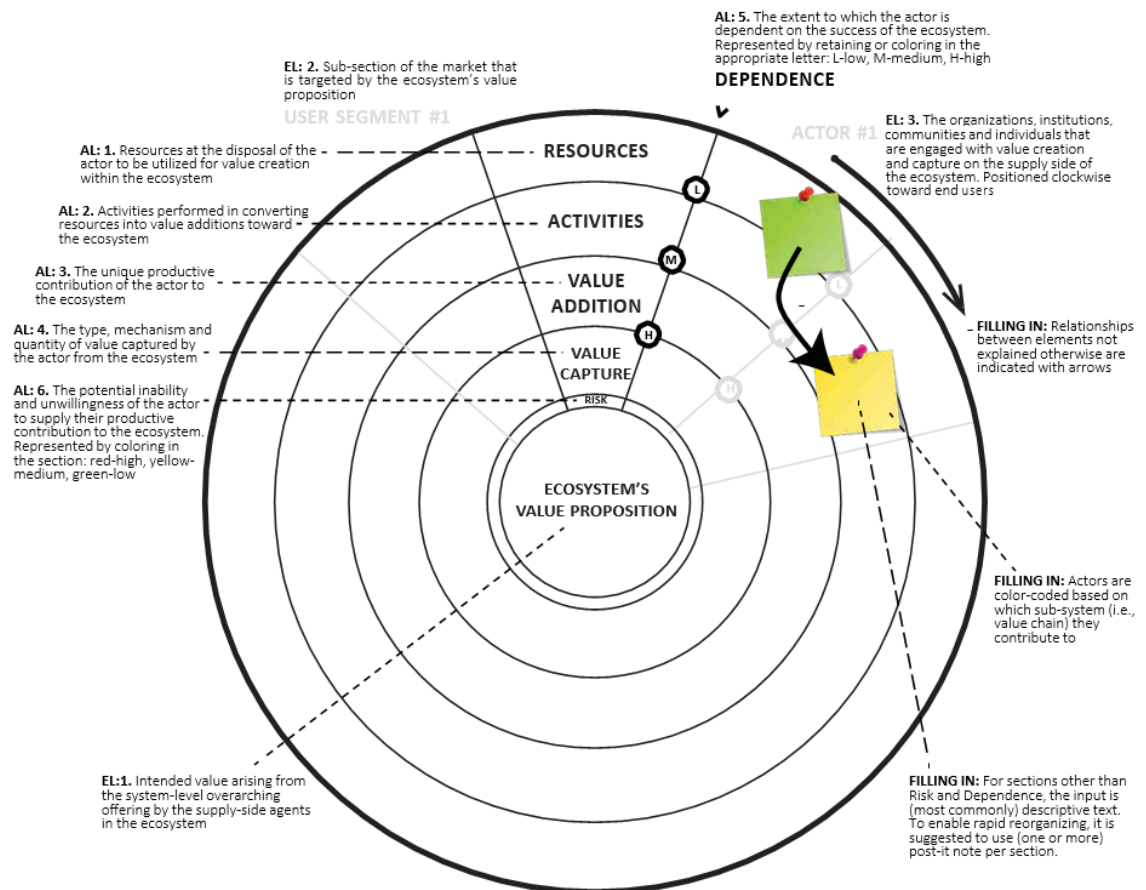 AL: 5. The extent to which the actor is
dependent on the success of the ecosystem.
Represented by retaining or coloring in the
appropriate letter: L-low, M-medium, H-high
DEPENDENCE
EL: 2. Sub-section of the market that
is targeted by the ecosystem's value
proposition
USER SEGMENT #1
ACTOR #1
EL: 3. The organizations, institutions,
communities and individuals that
are engaged with value creation
and capture on the supply side of
the ecosystem. Positioned clockwise
toward end users
AL: 1. Resources at the disposal of the
actor to be utilized for value creation
within the ecosystem
RESOURCES
L
AL: 2. Activities performed in converting
resources into value additions toward
the ecosystem
ACTIVITIES
M
AL: 3. The unique productive
contribution of the actor to
the ecosystem
VALUE
ADDITION
L
H
AL: 4. The type, mechanism and
quantity of value captured by
the actor from the ecosystem
VALUE
CAPTURE
H
FILLING IN: Relationships
between elements not
explained otherwise are
indicated with arrows
AL: 6. The potential inability
and unwillingness of the actor
to supply their productive
contribution to the ecosystem.
Represented by coloring in
the section: red-high, yellow-
medium, green-low
RISK
ECOSYSTEM'S
VALUE PROPOSITION
FILLING IN: Actors are
color-coded based on
which sub-system (i.e.,
value chain) they
contribute to
EL:1. Intended value arising from
the system-level overarching
offering by the supply-side agents
in the ecosystem
FILLING IN: For sections other than
Risk and Dependence, the input is
(most commonly) descriptive text.
To enable rapid reorganizing, it is
suggested to use (one or more)
post-it note per section.